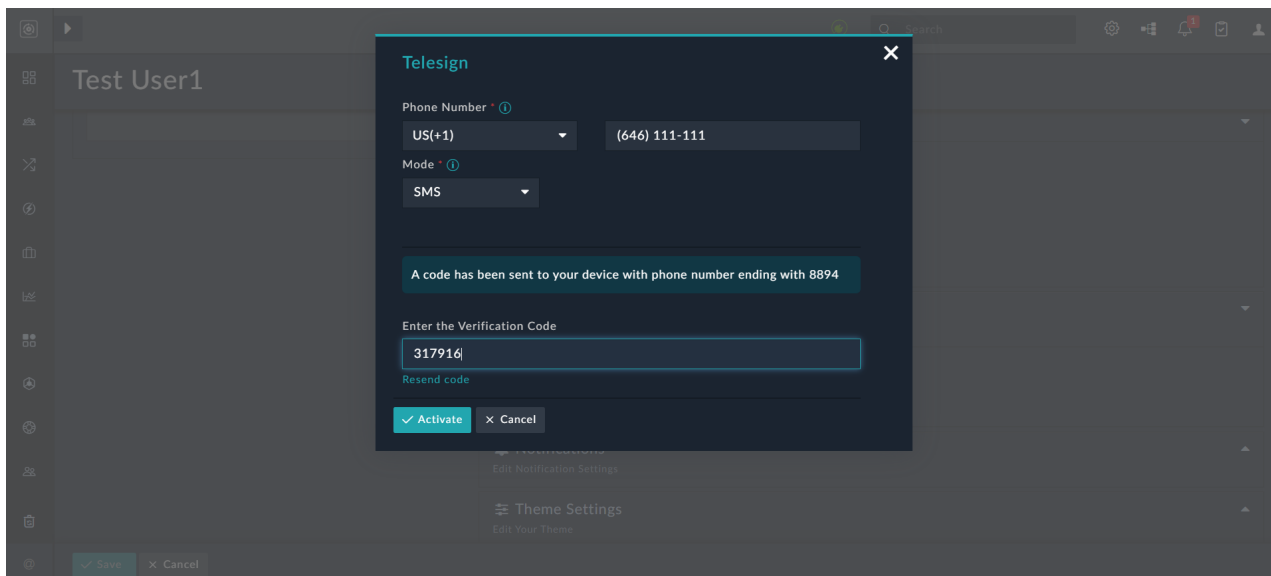 Search
1
Test User1
Telesign
Phone Number *
US(+1)
(646) 111-111
Mode *
SMS
A code has been sent to your device with phone number ending with 8894
Enter the Verification Code
317916
Resend code
Activate
Cancel
Notifications
Edit Notification Settings
Theme Settings
Edit Your Theme
Save
Cancel